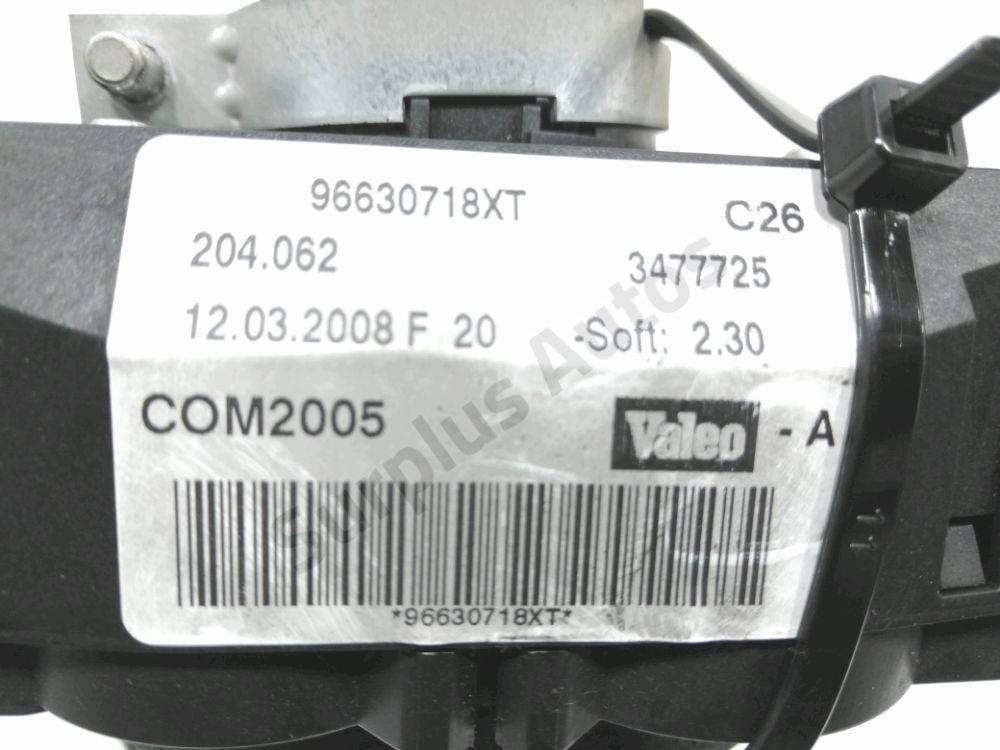 96630718XT
C26
204.062
3477725
12.03.2008 F 20 -Soft: 2.30
COM2005
Valeo - A
*96630718XT*
Surplus Autos